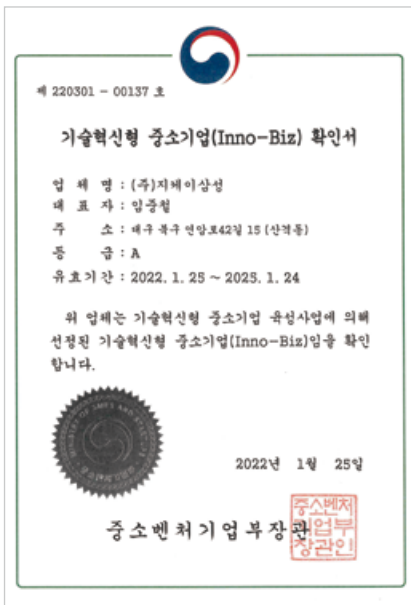 제 220301 - 00137 호
기술혁신형 중소기업(Inno-Biz) 확인서
업 체 명 : (주)지케이삼성
대 표 자 : 임중철
주 소 : 대구 북구 연암로42길 15 (산격동)
등 급 : A
유효기간 : 2022. 1. 25 ~ 2025. 1. 24
위 업체는 기술혁신형 중소기업 육성사업에 의해
선정된 기술혁신형 중소기업(Inno-Biz)임을 확인
합니다.
2022년 1월 25일
중소벤처기업부장관
중소벤처
기업부
장관인